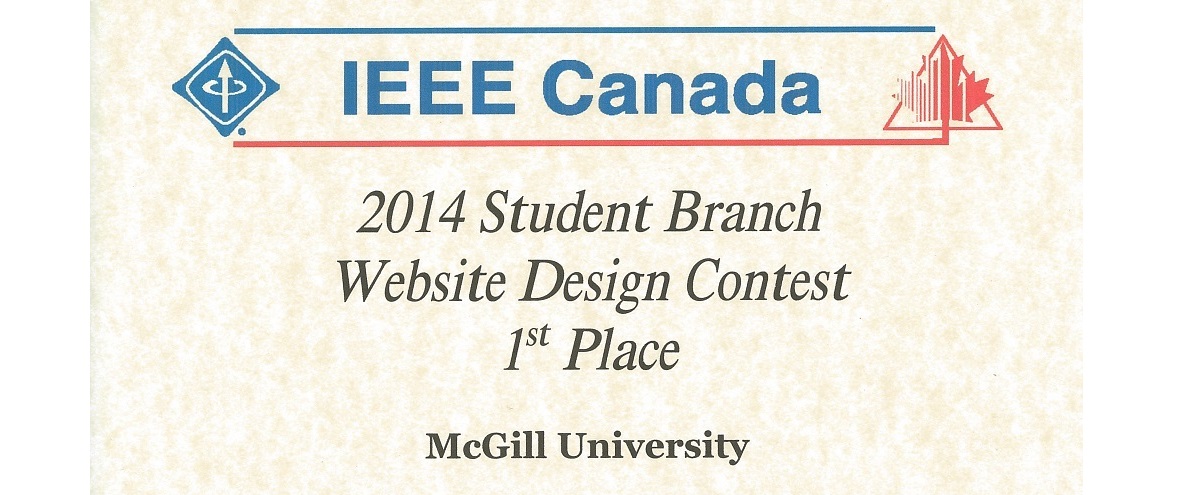 IEEE Canada
2014 Student Branch
Website Design Contest
1st Place
McGill University